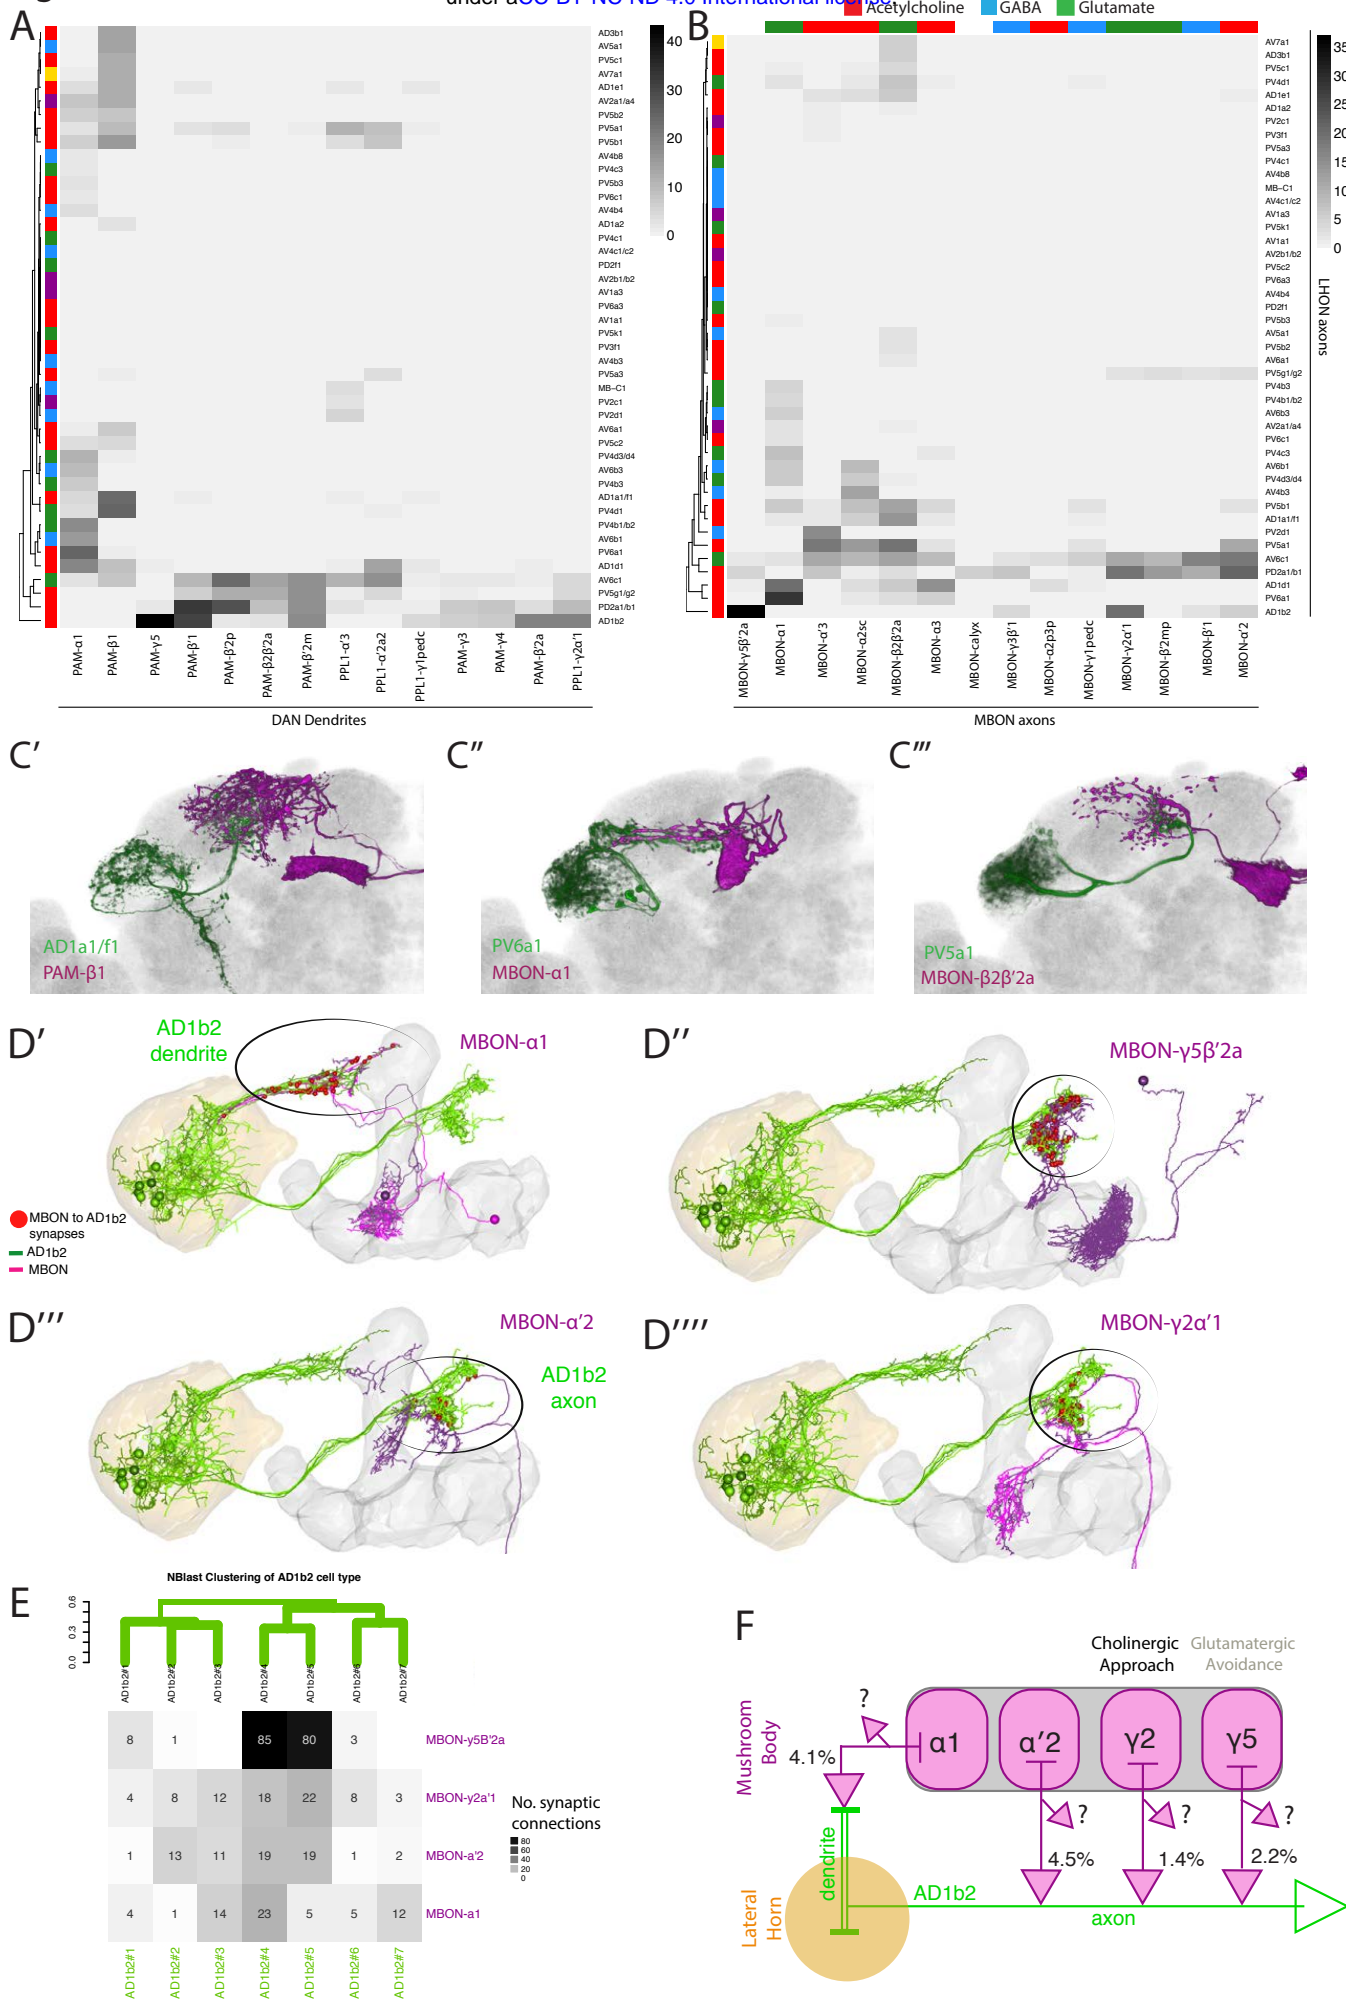 under aCC-BY-NC-ND 4.0 International license.
Acetylcholine GABA Glutamate
A
AD3b1
AV5a1
PV5c1
AV7a1
AD1e1
AV2a1/a4
PV5b2
PV5a1
PV5b1
AV4b8
PV4c3
PV5b3
PV6c1
AV4b4
AD1a2
PV4c1
AV4c1/c2
PD2f1
AV2b1/b2
AV1a3
PV6a3
AV1a1
PV5k1
PV3f1
AV4b3
PV5a3
MB-C1
PV2c1
PV2d1
AV6a1
PV5c2
PV4d3/d4
AV6b3
PV4b3
AD1a1/f1
PV4d1
PV4b1/b2
AV6b1
PV6a1
AD1d1
AV6c1
PV5g1/g2
PD2a1/b1
AD1b2
40
30
20
10
0
PAM-α1
PAM-β1
PAM-γ5
PAM-β'1
PAM-β'2p
PAM-β2β'2a
PAM-β'2m
PPL1-α'3
PPL1-α'2a2
PPL1-γ1pedc
PAM-γ3
PAM-γ4
PAM-β'2a
PPL1-γ2α'1
DAN Dendrites
B
AV7a1
AD3b1
PV5c1
PV4d1
AD1e1
AD1a2
PV2c1
PV3f1
PV5a3
PV4c1
AV4b8
MB-C1
AV4c1/c2
AV1a3
PV5k1
AV1a1
AV2b1/b2
PV5c2
PV6a3
AV4b4
PD2f1
PV5b3
AV5a1
PV5b2
AV6a1
PV5g1/g2
PV4b3
PV4b1/b2
AV6b3
AV2a1/a4
PV6c1
PV4c3
AV6b1
PV4d3/d4
AV4b3
PV5b1
AD1a1/f1
PV2d1
PV5a1
AV6c1
PD2a1/b1
AD1d1
PV6a1
AD1b2
35
30
25
20
15
10
5
0
LHON axons
MBON-γ5β'2a
MBON-α1
MBON-α'3
MBON-α2sc
MBON-β2β'2a
MBON-α3
MBON-calyx
MBON-γ3β'1
MBON-α2p3p
MBON-γ1pedc
MBON-γ2α'1
MBON-β'2mp
MBON-β'1
MBON-α'2
MBON axons
C'
AD1a1/f1
PAM-β1
C''
PV6a1
MBON-α1
C'''
PV5a1
MBON-β2β'2a
D'
AD1b2
dendrite
MBON-α1
MBON to AD1b2
synapses
AD1b2
MBON
D''
MBON-γ5β'2a
D'''
MBON-α'2
AD1b2
axon
D''''
MBON-γ2α'1
E
NBlast Clustering of AD1b2 cell type
0.6
0.3
0.0
AD1b2#1 AD1b2#2 AD1b2#3 AD1b2#4 AD1b2#5 AD1b2#6 AD1b2#7
8 1 85 80 3 MBON-y5B'2a
4 8 12 18 22 8 3 MBON-y2a'1
1 13 11 19 19 1 2 MBON-a'2
4 1 14 23 5 5 12 MBON-a1
AD1b2#1 AD1b2#2 AD1b2#3 AD1b2#4 AD1b2#5 AD1b2#6 AD1b2#7
No. synaptic
connections
80
60
40
20
0
F
Cholinergic Glutamatergic
Approach Avoidance
Mushroom
Body
?
4.1%
α1 α'2 γ2 γ5
? ? ?
4.5% 1.4% 2.2%
dendrite
Lateral
Horn
AD1b2
axon